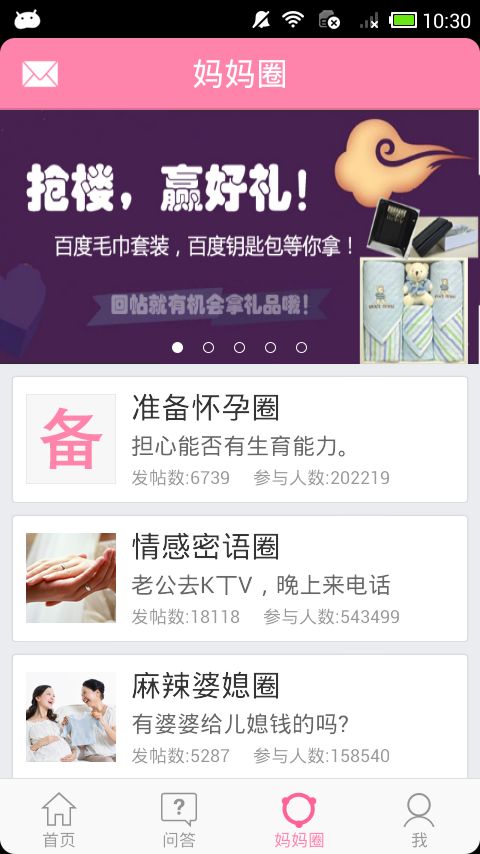 10:30
妈妈圈
抢楼，赢好礼！
百度毛巾套装，百度钥匙包等你拿！
回帖就有机会拿礼品哦！
备
准备怀孕圈
担心能否有生育能力。
发帖数:6739 参与人数:202219
情感密语圈
老公去K丅V，晚上来电话
发帖数:18118 参与人数:543499
麻辣婆媳圈
有婆婆给儿媳钱的吗?
发帖数:5287 参与人数:158540
首页
问答
妈妈圈
我